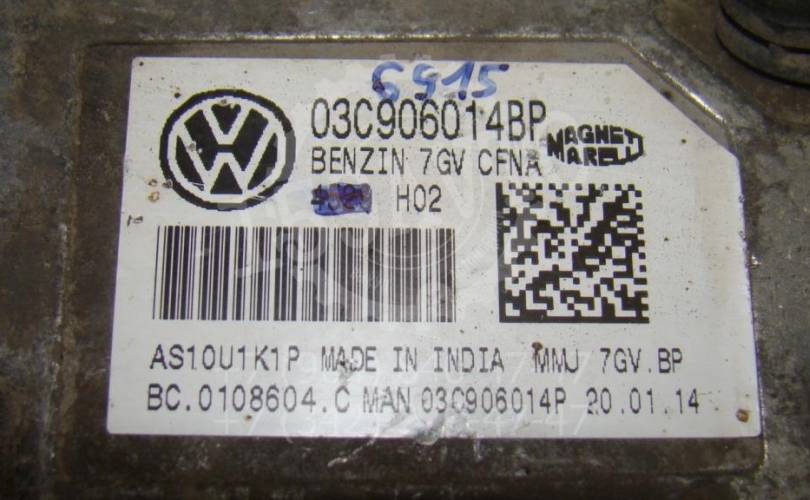 6915
03C906014BP
MAGNETI MARELLI
BENZIN 7GV CFNA
H02
AS10U1K1P MADE IN INDIA MMJ 7GV.BP
BC.0108604.C MAN 03C906014P 20.01.14